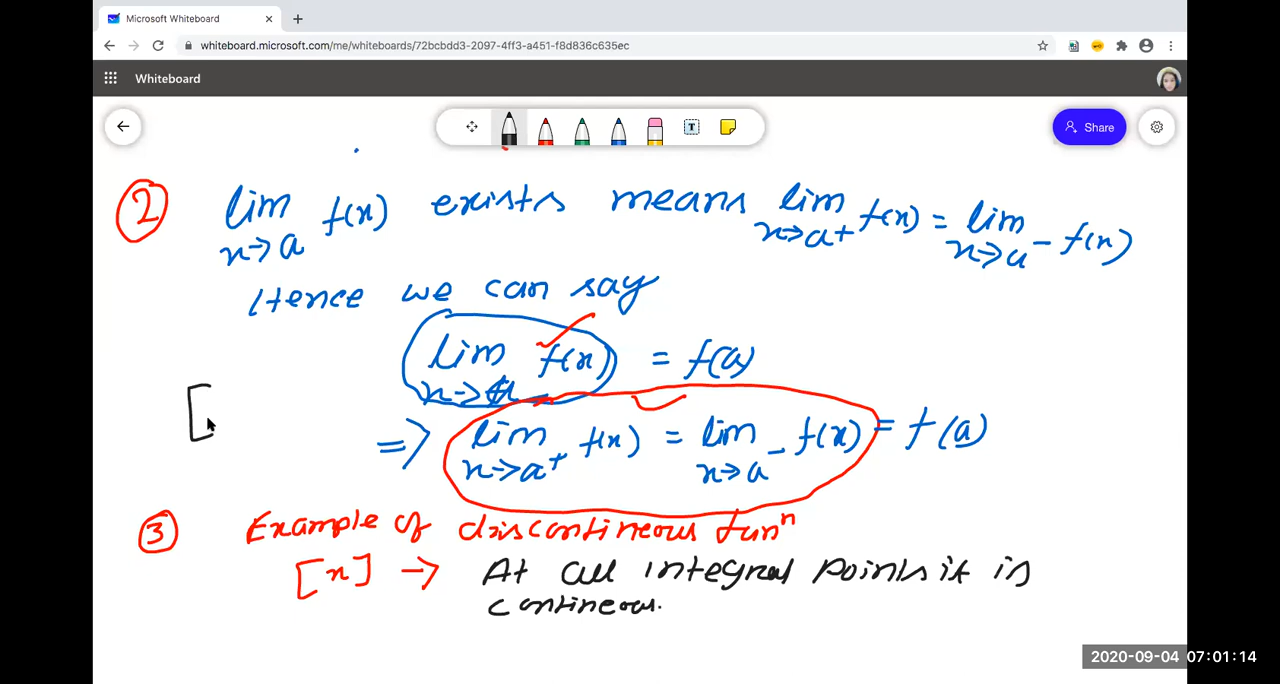 Microsoft Whiteboard
whiteboard.microsoft.com/me/whiteboards/72bcbdd3-2097-4ff3-a451-f8d836c635ec
Whiteboard
T
Share
② lim x→a f(x) exists means lim x→a+ f(x) = lim x→a- f(x)
Hence we can say
lim x→a f(x) = f(a)
[
=> lim x→a+ f(x) = lim x→a- f(x) = f(a)
③ Example of discontineous funⁿ
[x] → At all integral points it is
contineous.
2020-09-04 07:01:14